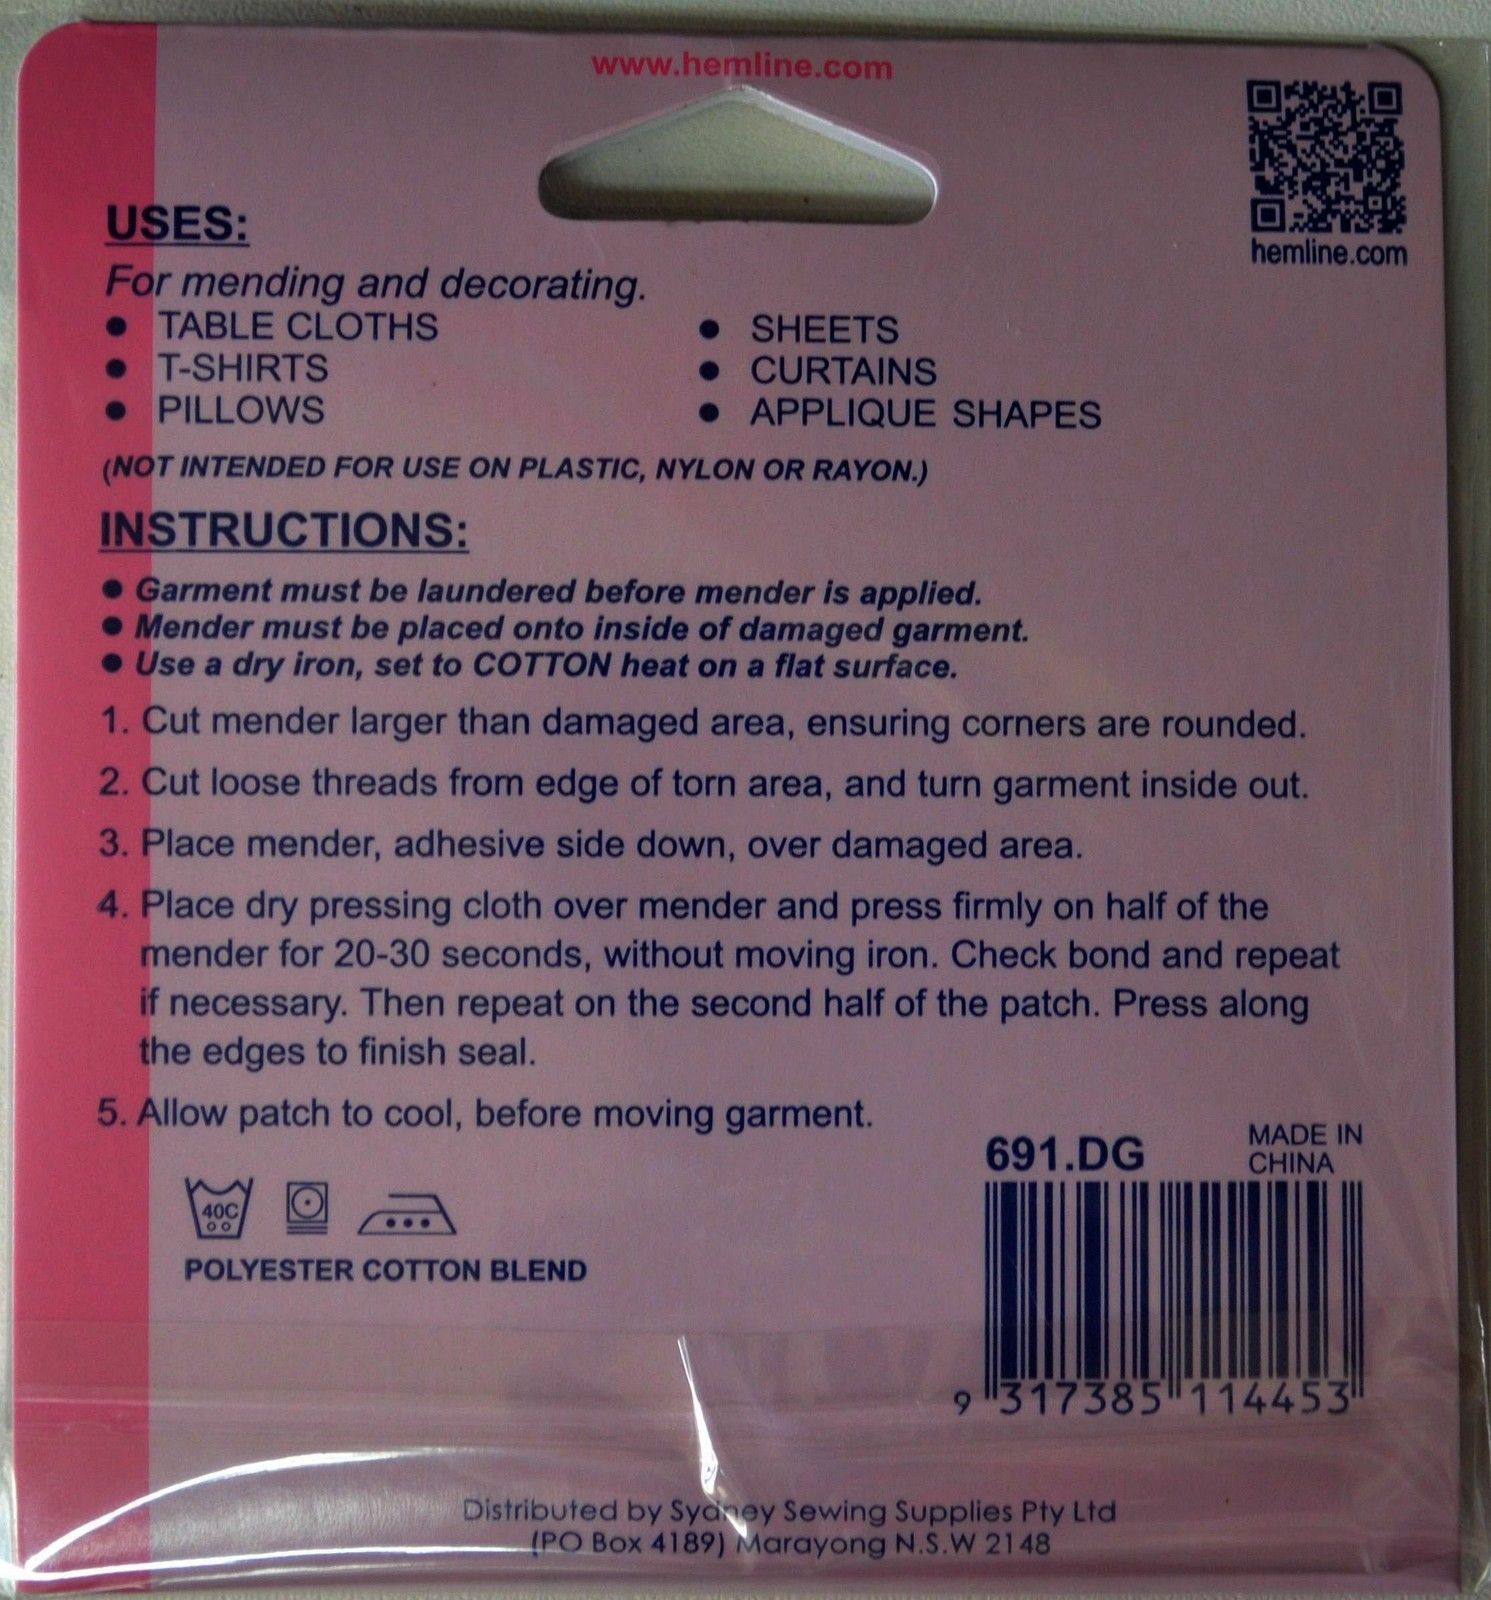 www.hemline.com
hemline.com
USES:
For mending and decorating.
● TABLE CLOTHS
● T-SHIRTS
● PILLOWS
● SHEETS
● CURTAINS
● APPLIQUE SHAPES
(NOT INTENDED FOR USE ON PLASTIC, NYLON OR RAYON.)
INSTRUCTIONS:
● Garment must be laundered before mender is applied.
● Mender must be placed onto inside of damaged garment.
● Use a dry iron, set to COTTON heat on a flat surface.
1. Cut mender larger than damaged area, ensuring corners are rounded.
2. Cut loose threads from edge of torn area, and turn garment inside out.
3. Place mender, adhesive side down, over damaged area.
4. Place dry pressing cloth over mender and press firmly on half of the
mender for 20-30 seconds, without moving iron. Check bond and repeat
if necessary. Then repeat on the second half of the patch. Press along
the edges to finish seal.
5. Allow patch to cool, before moving garment.
40C
POLYESTER COTTON BLEND
691.DG
MADE IN
CHINA
9 317385 114453
Distributed by Sydney Sewing Supplies Pty Ltd
(PO Box 4189) Marayong N.S.W 2148